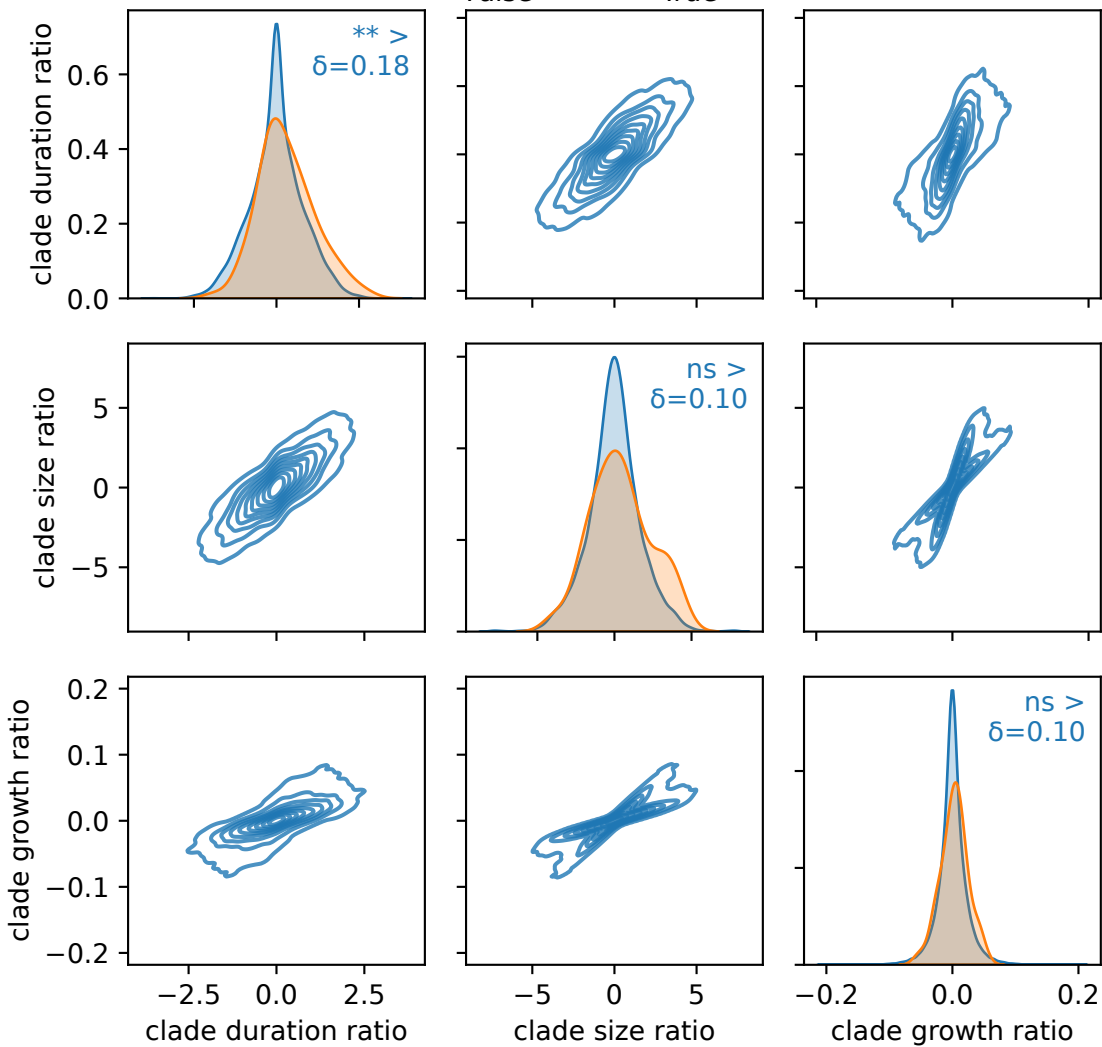 clade duration ratio
0.6
0.4
0.2
0.0
** >
δ=0.18
clade size ratio
5
0
−5
ns >
δ=0.10
clade growth ratio
0.2
0.1
0.0
−0.1
−0.2
ns >
δ=0.10
−2.5 0.0 2.5
−5 0 5
−0.2 0.0 0.2
clade duration ratio
clade size ratio
clade growth ratio